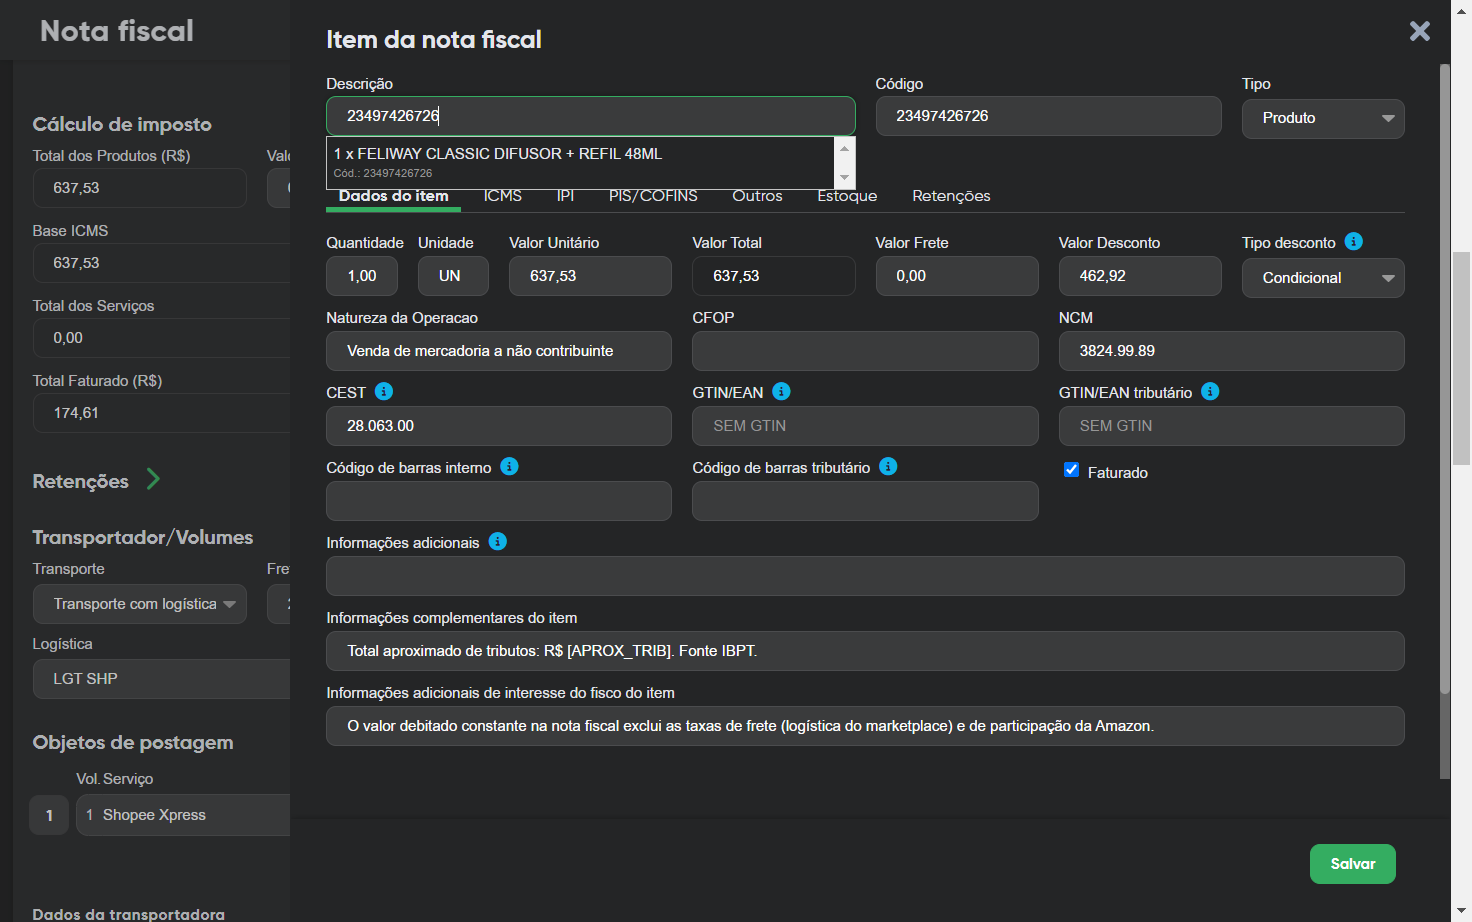 Nota fiscal
Cálculo de imposto
Total dos Produtos (R$)
637,53
Base ICMS
637,53
Total dos Serviços
0,00
Total Faturado (R$)
174,61
Retenções
Transportador/Volumes
Transporte
Transporte com logística
Logística
LGT SHP
Objetos de postagem
Vol. Serviço
1 1 Shopee Xpress
Dados da transportadora
Item da nota fiscal
Descrição Código Tipo
23497426726 23497426726 Produto
1 x FELIWAY CLASSIC DIFUSOR + REFIL 48ML
Cód.: 23497426726
Dados do item ICMS IPI PIS/COFINS Outros Estoque Retenções
Quantidade Unidade Valor Unitário Valor Total Valor Frete Valor Desconto Tipo desconto
1,00 UN 637,53 637,53 0,00 462,92 Condicional
Natureza da Operacao CFOP NCM
Venda de mercadoria a não contribuinte 3824.99.89
CEST GTIN/EAN GTIN/EAN tributário
28.063.00 SEM GTIN SEM GTIN
Código de barras interno Código de barras tributário Faturado
Informações adicionais
Informações complementares do item
Total aproximado de tributos: R$ [APROX_TRIB]. Fonte IBPT.
Informações adicionais de interesse do fisco do item
O valor debitado constante na nota fiscal exclui as taxas de frete (logística do marketplace) e de participação da Amazon.
Salvar